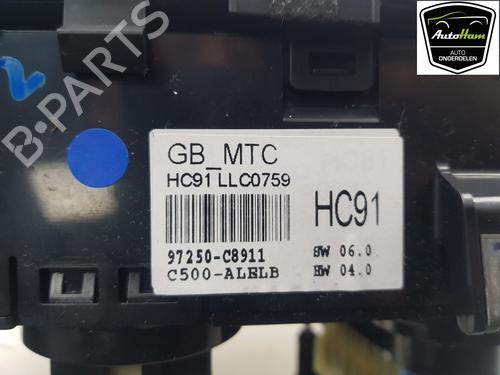 AutoHam
AUTO
ONDERDELEN
B-PARTS
GB_MTC
HC91 LLC0759
HC91
97250-C8911
SW 06.0
C500-ALELB
HW 04.0